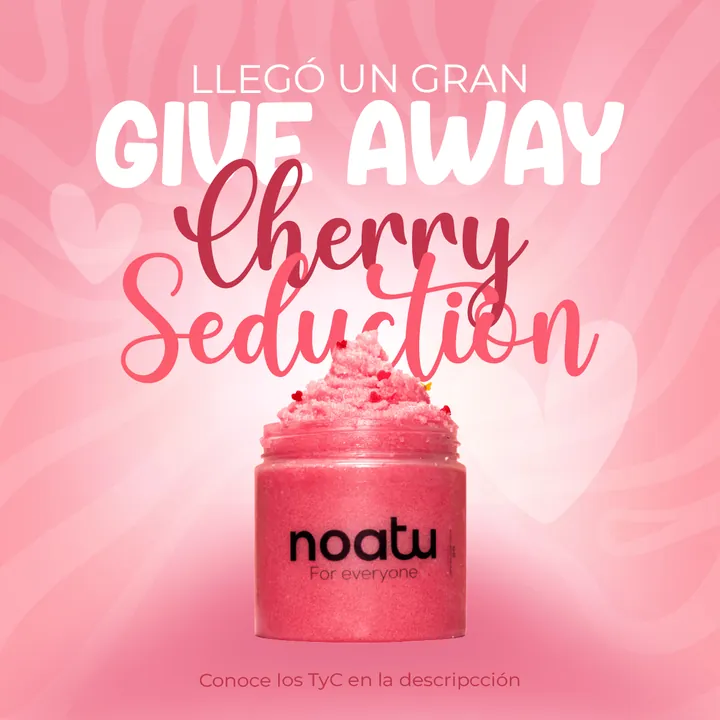 LLEGÓ UN GRAN
GIVE AWAY
Cherry
Seduction
noatu
For everyone
Conoce los TyC en la descripcción